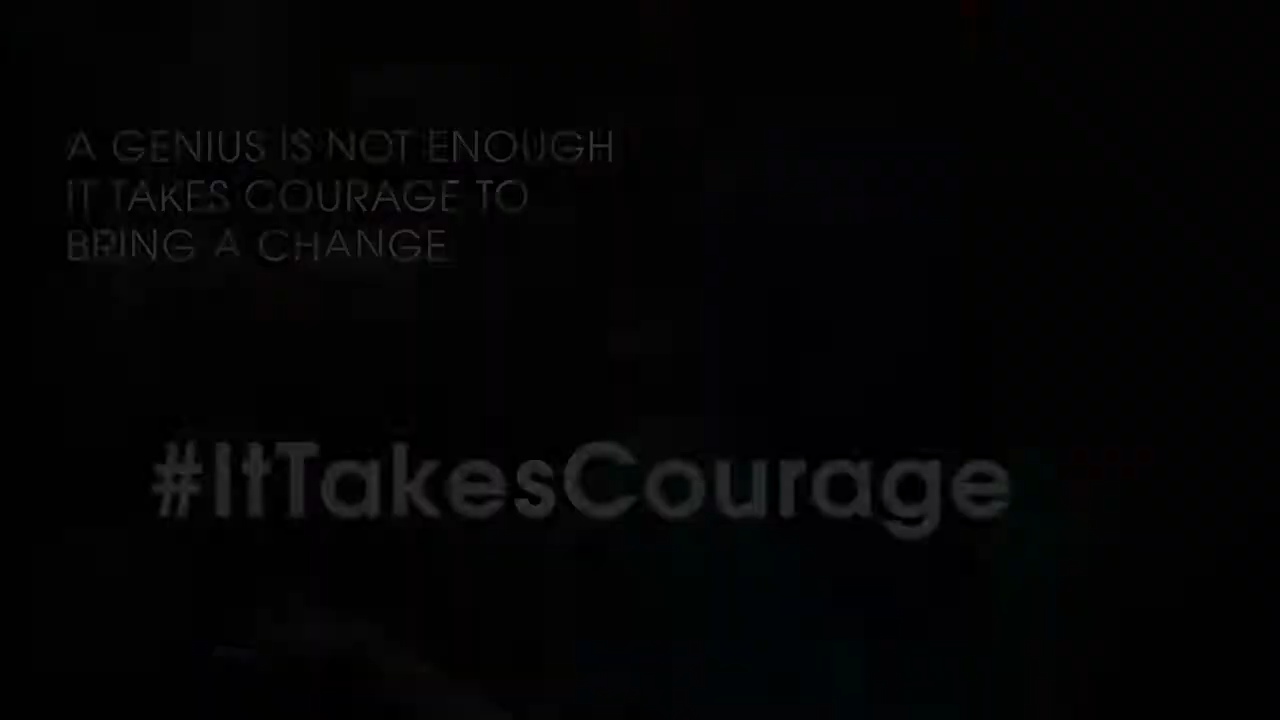 A GENIUS IS NOT ENOUGH
IT TAKES COURAGE TO
BRING A CHANGE
#ItTakesCourage